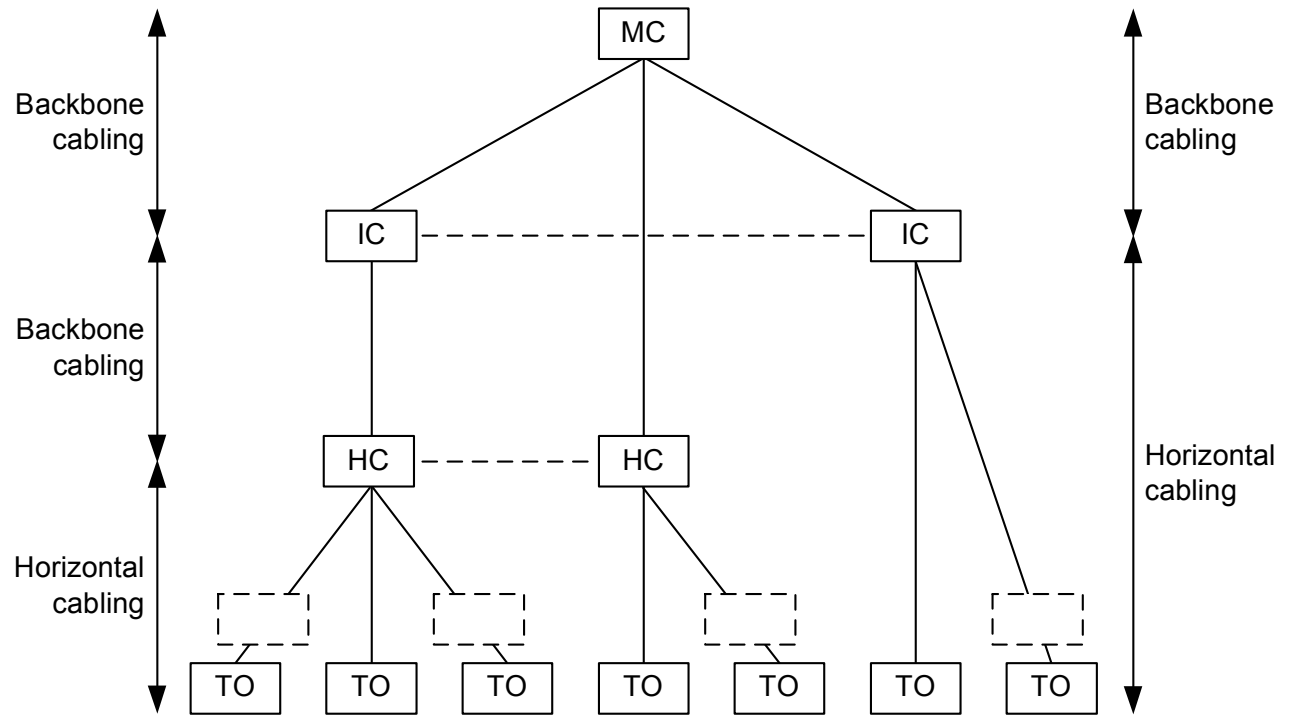 MC
Backbone
cabling
Backbone
cabling
IC
IC
Backbone
cabling
HC
HC
Horizontal
cabling
Horizontal
cabling
TO
TO
TO
TO
TO
TO
TO